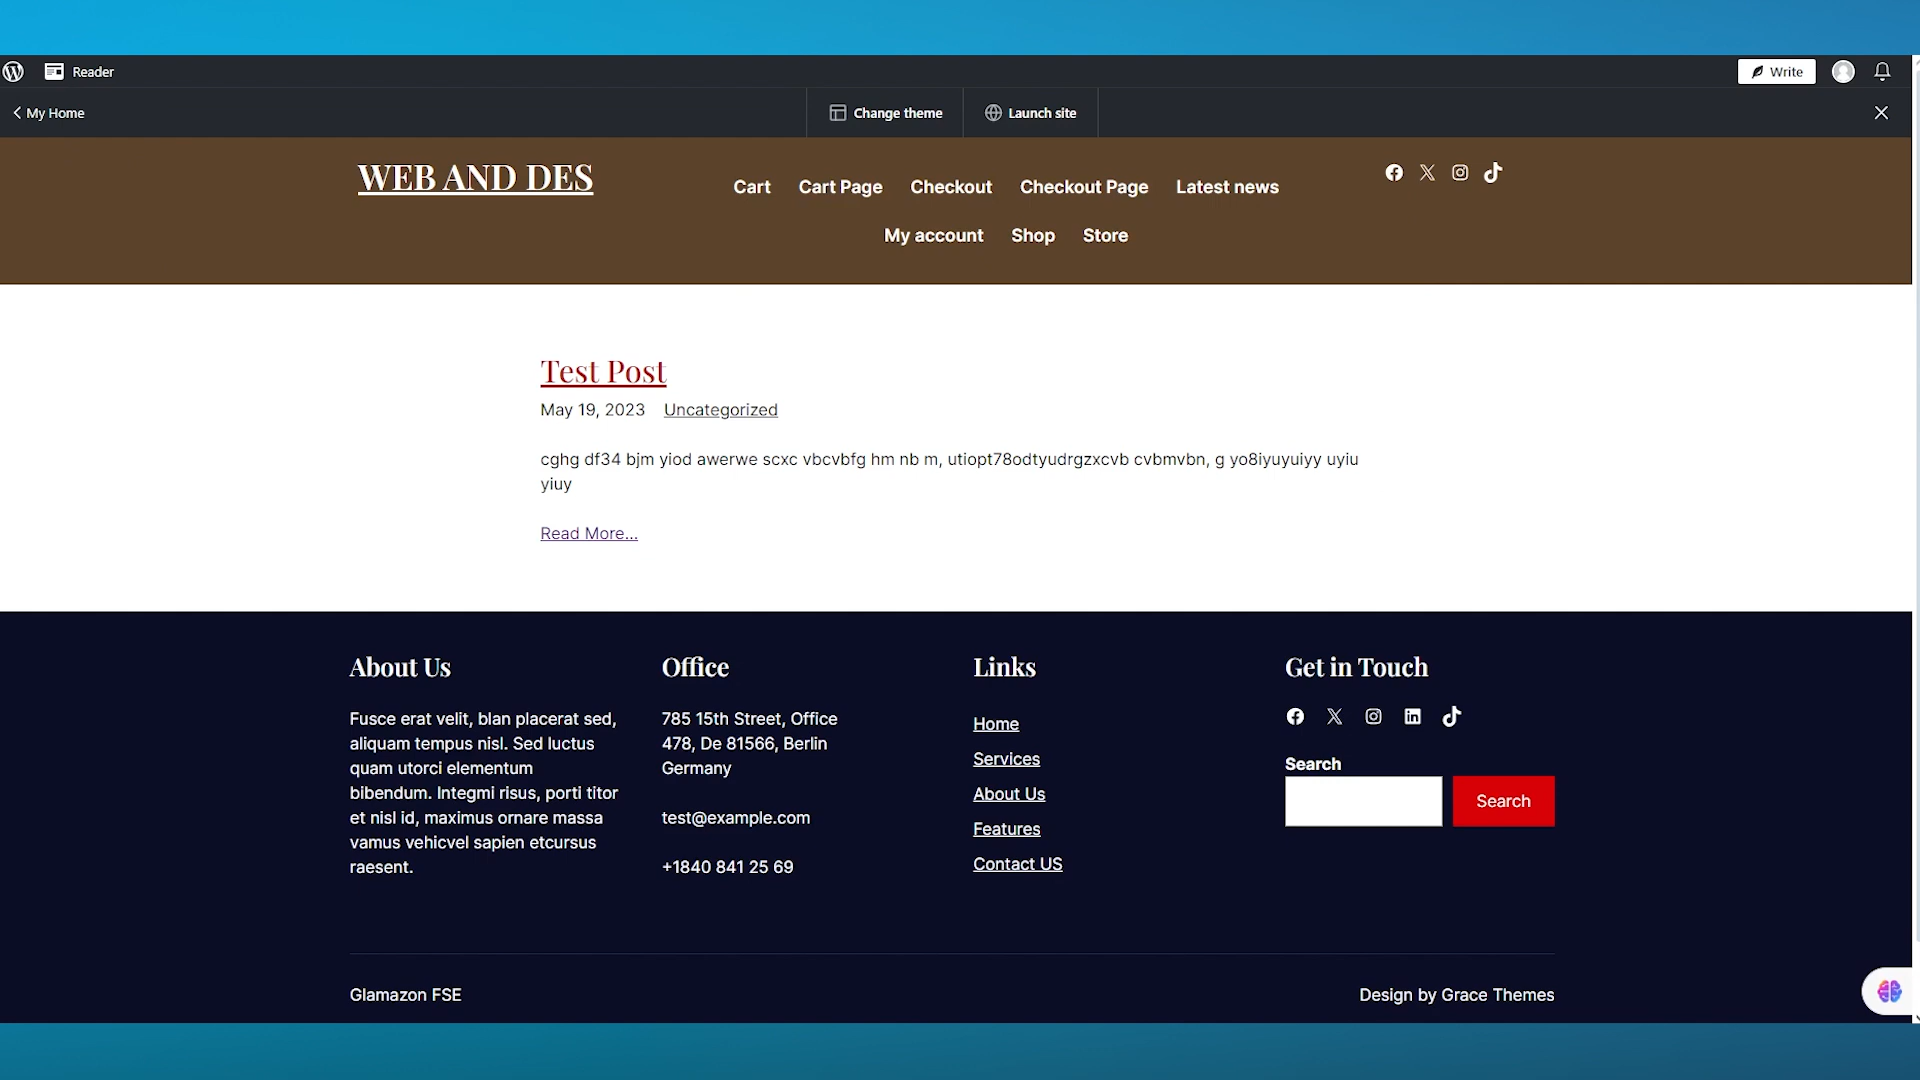 Reader
Write
My Home
Change theme
Launch site
WEB AND DES
Cart Cart Page Checkout Checkout Page Latest news
My account Shop Store
Test Post
May 19, 2023 Uncategorized
cghg df34 bjm yiod awerwe scxc vbcvbfg hm nb m, utiopt78odtyudrgzxcvb cvbmvbn, g yo8iyuyuiyy uyiu
yiuy
Read More...
About Us
Fusce erat velit, blan placerat sed,
aliquam tempus nisl. Sed luctus
quam utorci elementum
bibendum. Integmi risus, porti titor
et nisl id, maximus ornare massa
vamus vehicvel sapien etcursus
raesent.
Office
785 15th Street, Office
478, De 81566, Berlin
Germany
test@example.com
+1840 841 25 69
Links
Home
Services
About Us
Features
Contact US
Get in Touch
Search
Search
Glamazon FSE
Design by Grace Themes